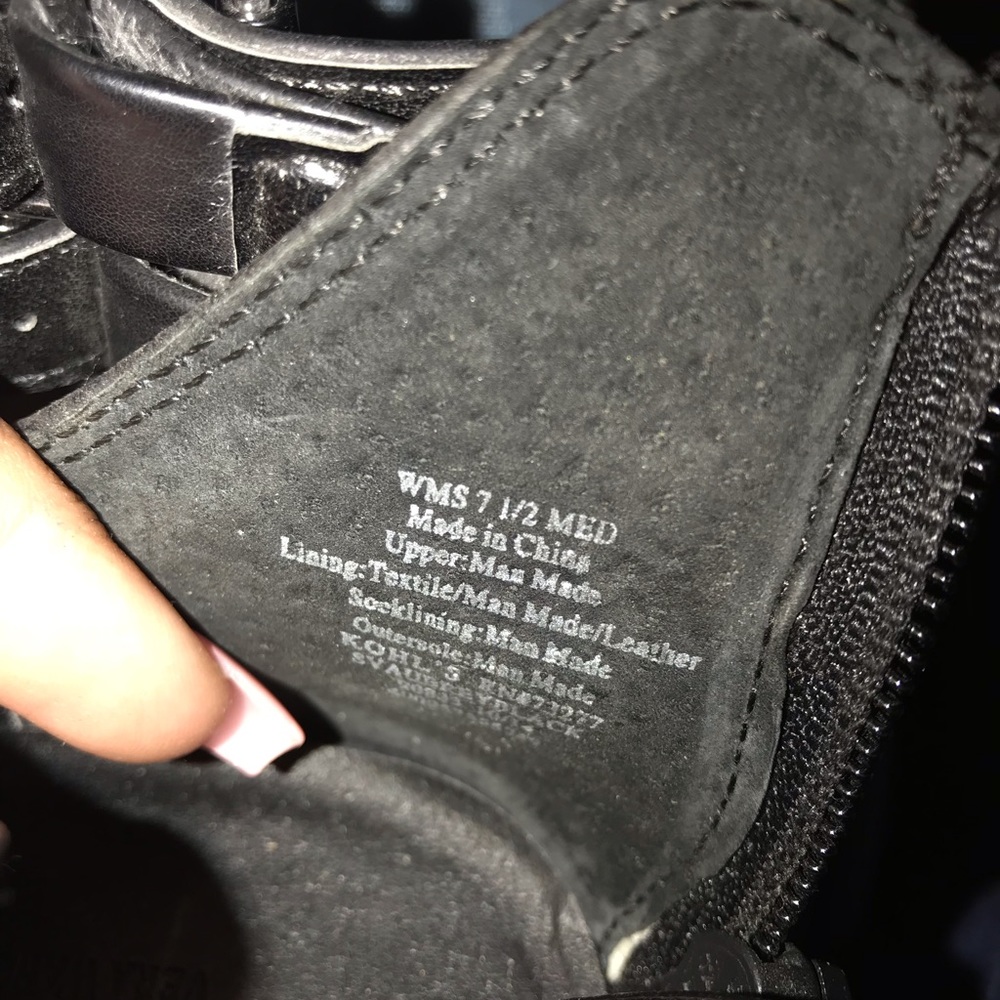 WMS 7 1/2 MED
Made in China
Upper:Man Made
Lining:Textile/Man Made/Leather
Socklining:Man Made
Outersole:Man Made
KOHL'S